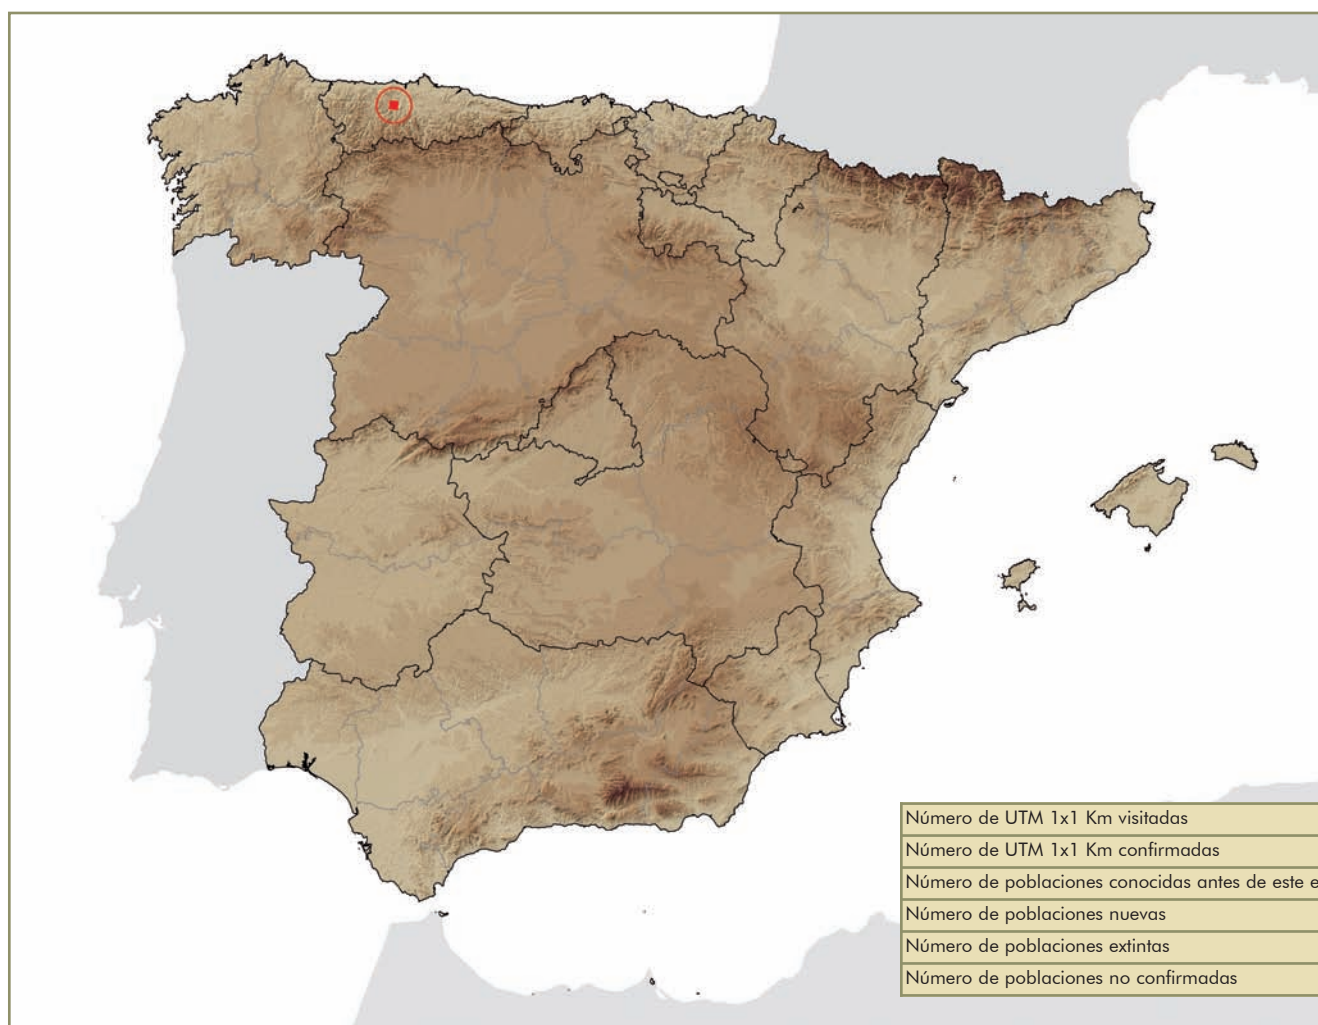 Número de UTM 1x1 Km visitadas
Número de UTM 1x1 Km confirmadas
Número de poblaciones conocidas antes de este e
Número de poblaciones nuevas
Número de poblaciones extintas
Número de poblaciones no confirmadas